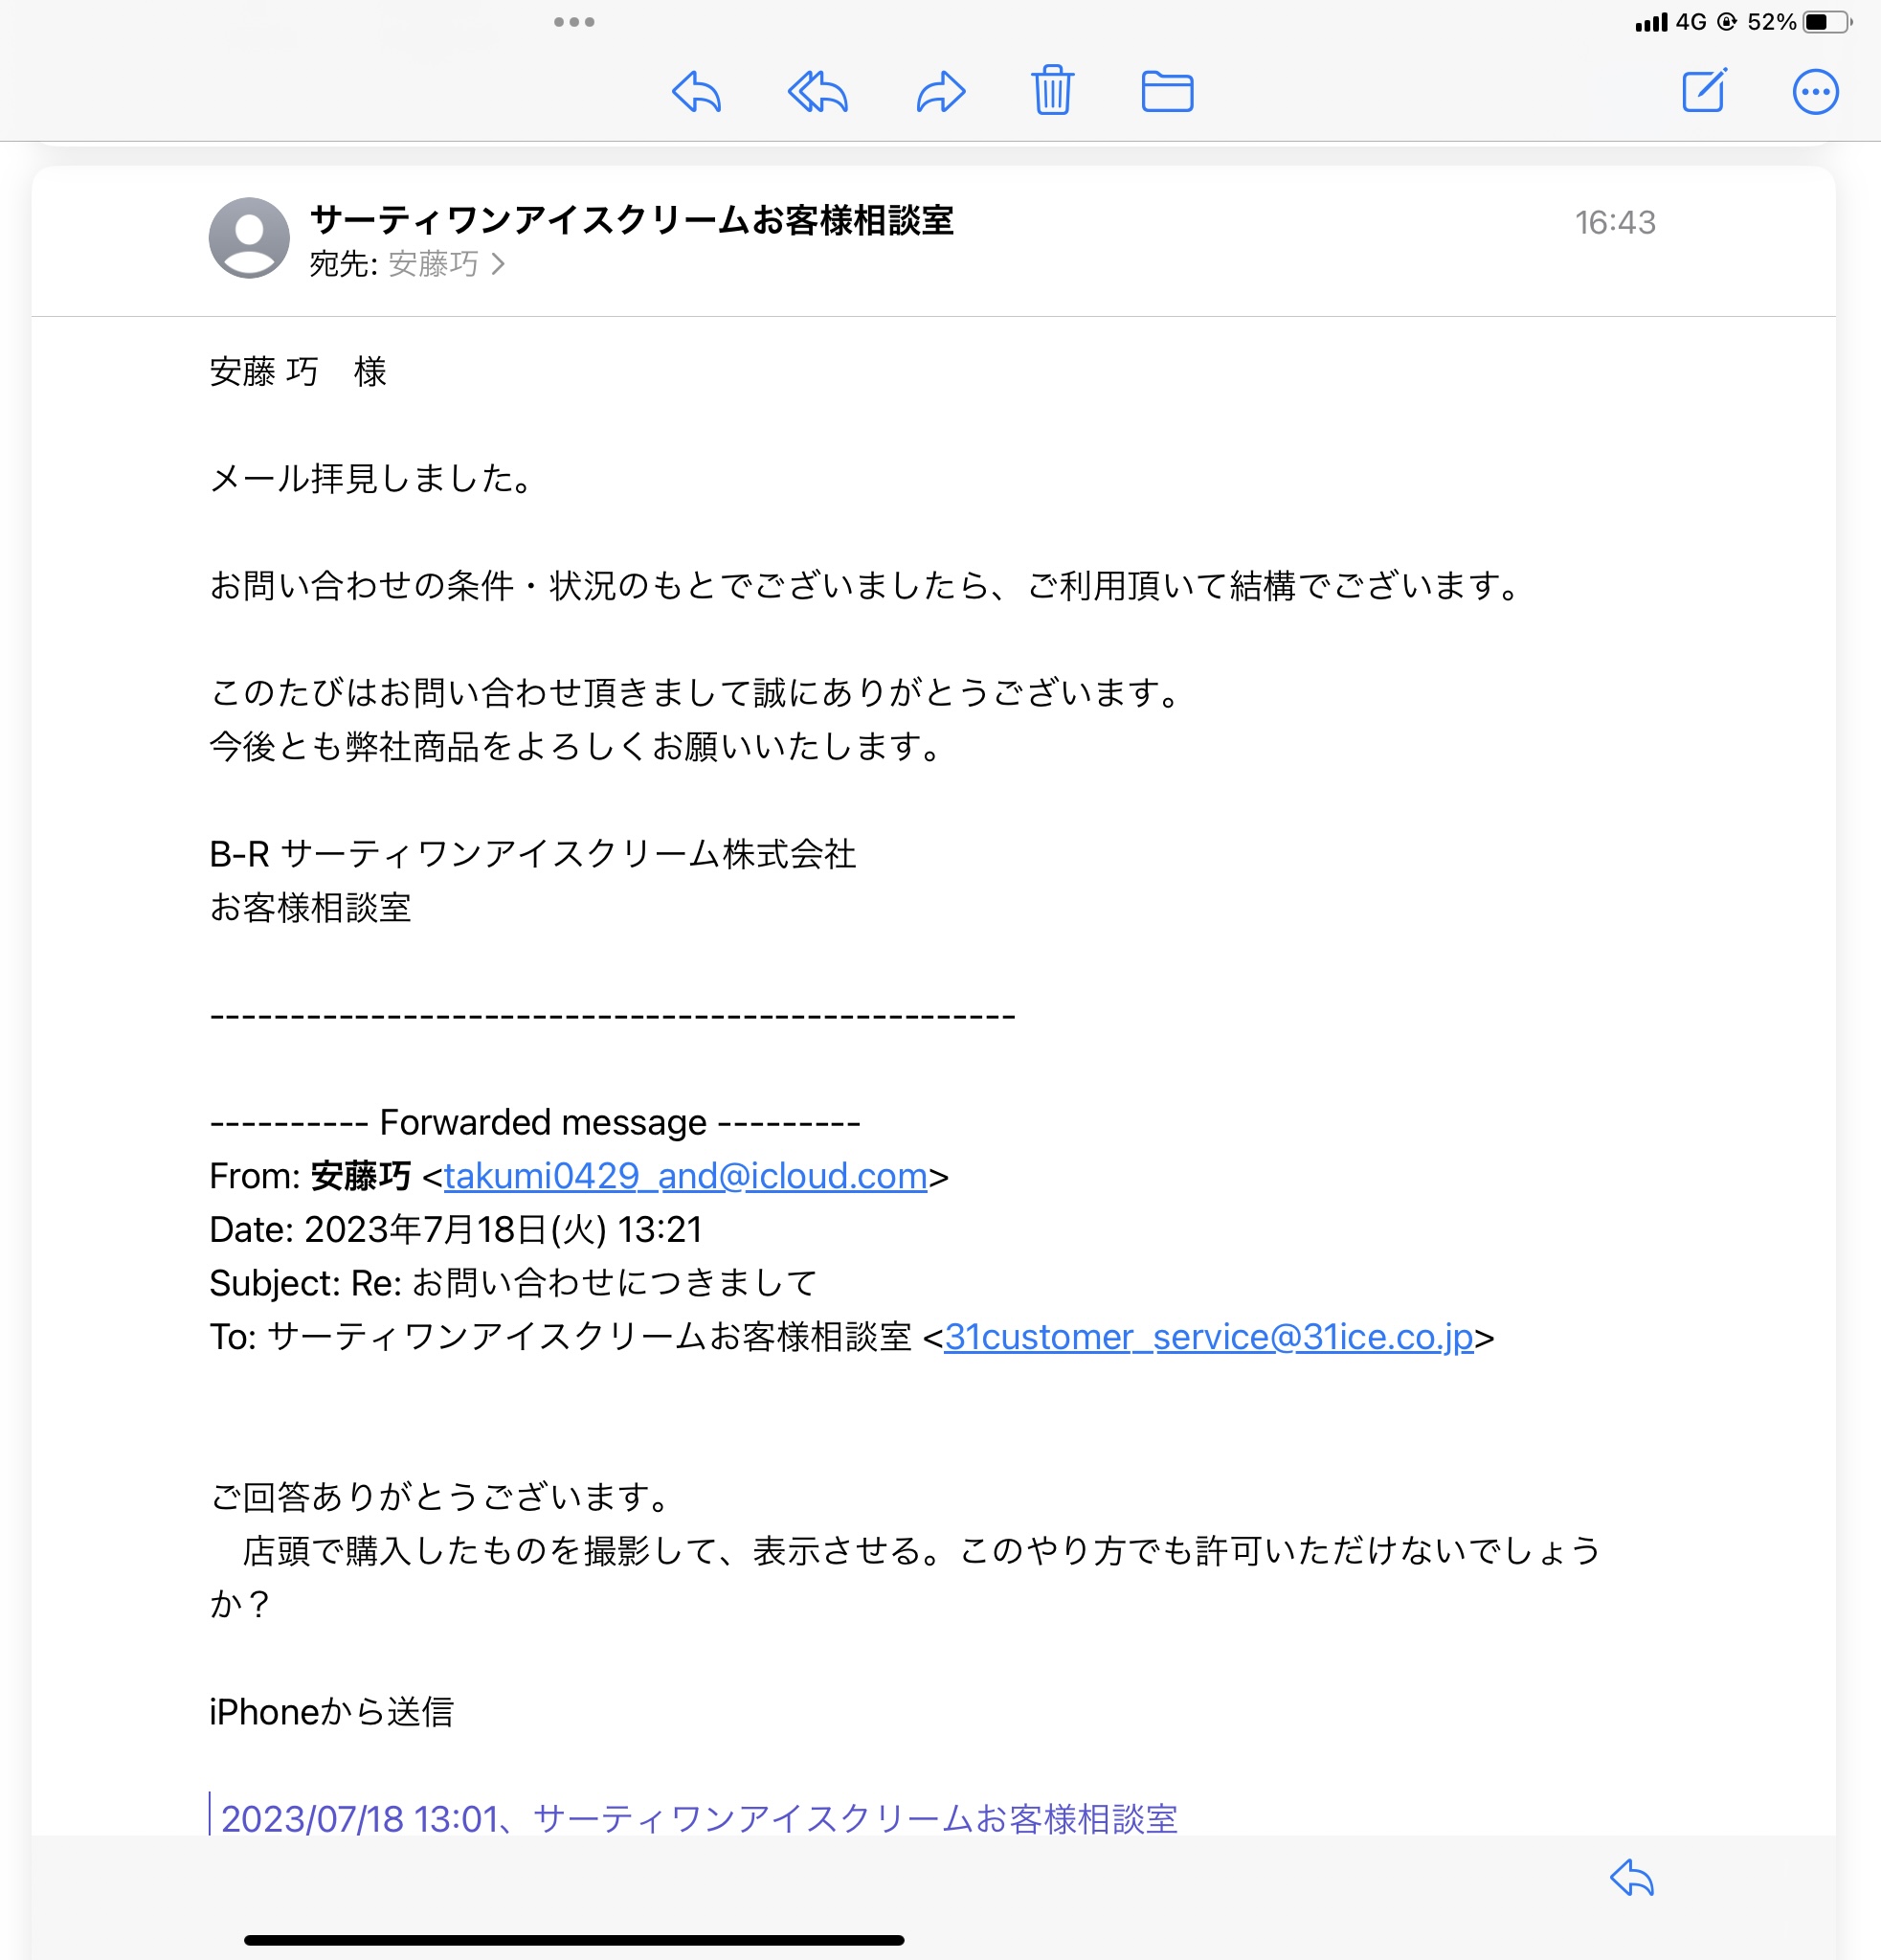 4G 52%
サーティワンアイスクリームお客様相談室
16:43
宛先: 安藤巧
安藤 巧　様
メール拝見しました。
お問い合わせの条件・状況のもとでございましたら、ご利用頂いて結構でございます。
このたびはお問い合わせ頂きまして誠にありがとうございます。
今後とも弊社商品をよろしくお願いいたします。
B-R サーティワンアイスクリーム株式会社
お客様相談室
--------------------------------------------------
---------- Forwarded message ---------
From: 安藤巧 <takumi0429_and@icloud.com>
Date: 2023年7月18日(火) 13:21
Subject: Re: お問い合わせにつきまして
To: サーティワンアイスクリームお客様相談室 <31customer_service@31ice.co.jp>
ご回答ありがとうございます。
　店頭で購入したものを撮影して、表示させる。このやり方でも許可いただけないでしょう
か？
iPhoneから送信
2023/07/18 13:01、サーティワンアイスクリームお客様相談室